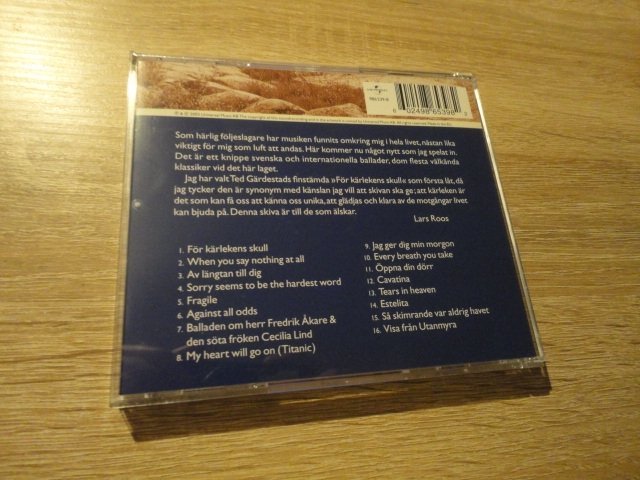 UNIVERSAL
6 02498 65398 2
Som härlig följeslagare har musiken funnits omkring mig i hela livet, nästan lika
viktigt för mig som luft att andas. Här kommer nu något nytt som jag spelat in.
Det är ett knippe svenska och internationella ballader, dom flesta välkända
klassiker vid det här laget.
Jag har valt Ted Gärdestads finstämda »För kärlekens skull« som första låt, då
jag tycker den är synonym med känslan jag vill att skivan ska ge; att kärleken är
det som kan få oss att känna oss unika, att glädjas och klara av de motgångar livet
kan bjuda på. Denna skiva är till de som älskar.
Lars Roos
1. För kärlekens skull
2. When you say nothing at all
3. Av längtan till dig
4. Sorry seems to be the hardest word
5. Fragile
6. Against all odds
7. Balladen om herr Fredrik Åkare &
den söta fröken Cecilia Lind
8. My heart will go on (Titanic)
9. Jag ger dig min morgon
10. Every breath you take
11. Öppna din dörr
12. Cavatina
13. Tears in heaven
14. Estelita
15. Så skimrande var aldrig havet
16. Visa från Utanmyra